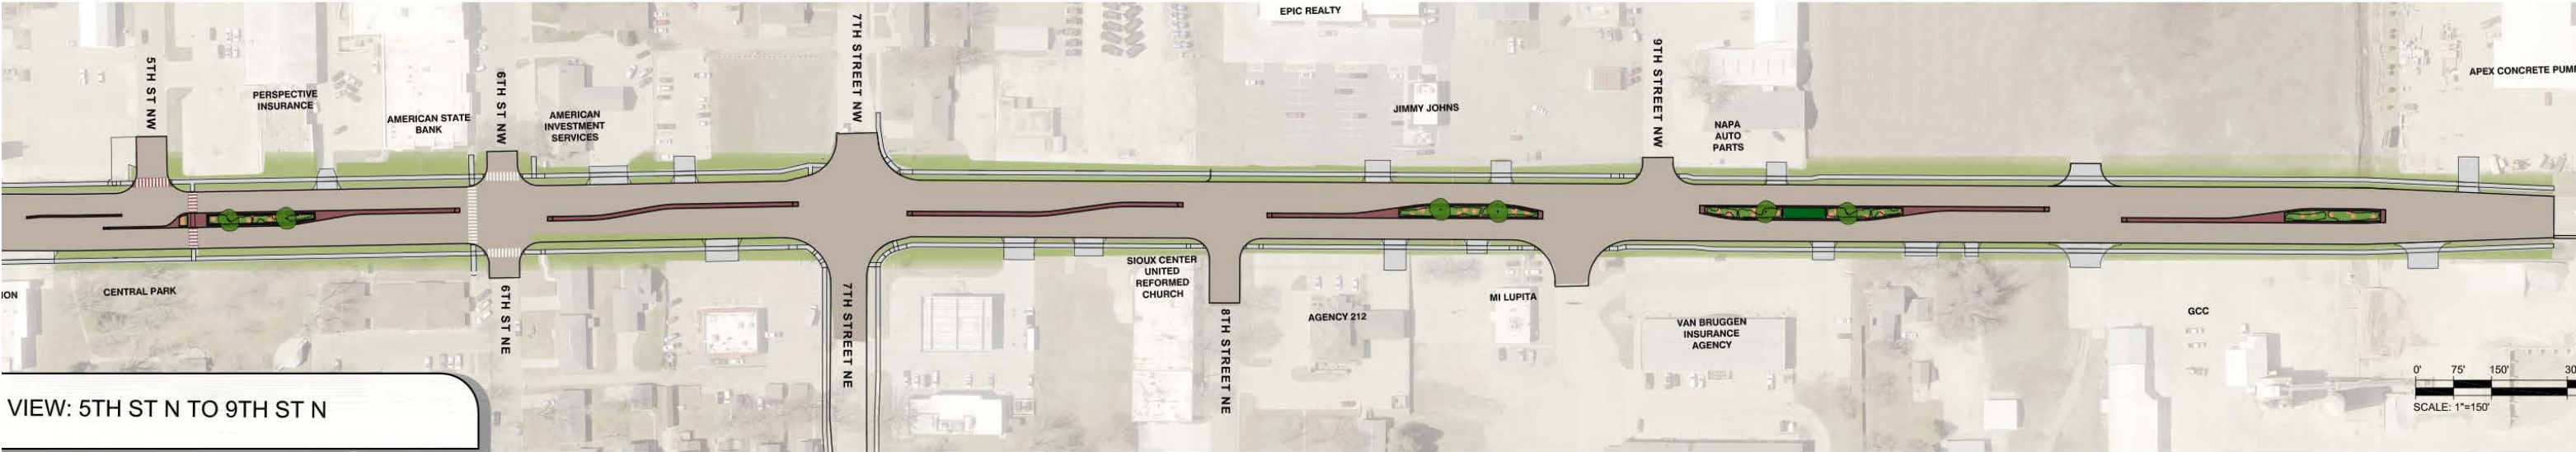 EPIC REALTY
5TH ST NW
PERSPECTIVE
INSURANCE
AMERICAN STATE
BANK
6TH ST NW
AMERICAN
INVESTMENT
SERVICES
7TH STREET NW
JIMMY JOHNS
9TH STREET NW
NAPA
AUTO
PARTS
APEX CONCRETE PUM
ION
CENTRAL PARK
6TH ST NE
7TH STREET NE
SIOUX CENTER
UNITED
REFORMED
CHURCH
8TH STREET NE
AGENCY 212
MI LUPITA
VAN BRUGGEN
INSURANCE
AGENCY
GCC
0' 75' 150' 30
SCALE: 1"=150'
VIEW: 5TH ST N TO 9TH ST N